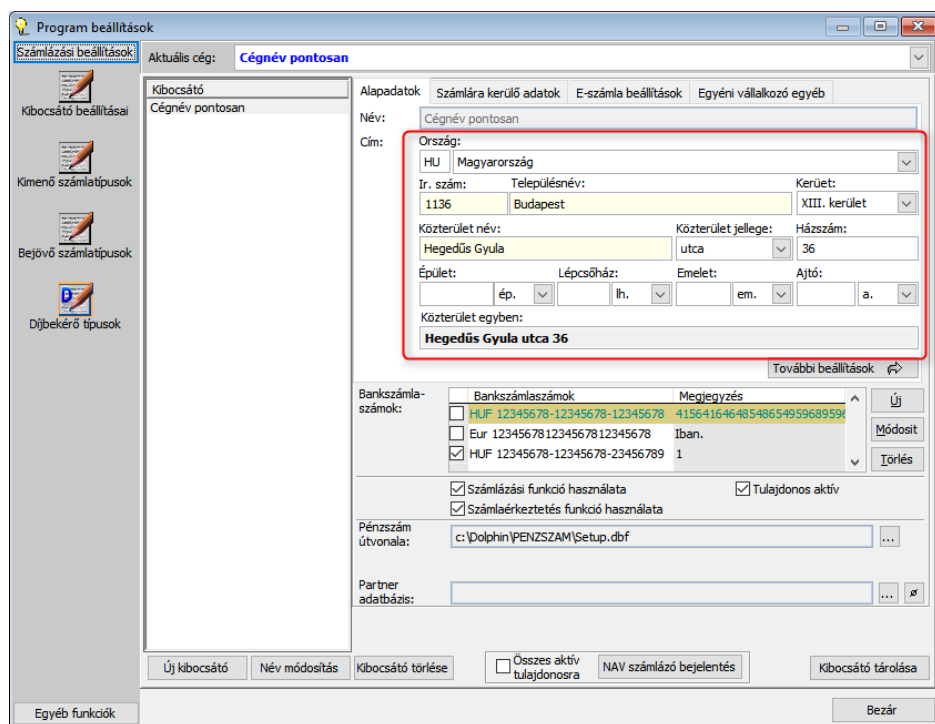 Program beállítások
Számlázási beállítások
Kibocsátó beállításai
Kimenő számlatípusok
Bejövő számlatípusok
Díjbekérő típusok
Egyéb funkciók
Aktuális cég: Cégnév pontosan
Kibocsátó
Cégnév pontosan
Alapadatok Számlára kerülő adatok E-számla beállítások Egyéni vállalkozó egyéb
Név: Cégnév pontosan
Cím: Ország:
HU Magyarország
Ir. szám: Településnév: Kerüet:
1136 Budapest XIII. kerület
Közterület név: Közterület jellege: Házszám:
Hegedűs Gyula utca 36
Épület: Lépcsőház: Emelet: Ajtó:
ép. lh. em. a.
Közterület egyben:
Hegedűs Gyula utca 36
További beállítások
Bankszámla-
számok:
Bankszámlaszámok Megjegyzés
HUF 12345678-12345678-12345678
Eur 123456781234567812345678 Iban.
HUF 12345678-12345678-23456789 1
Új
Módosit
Törlés
Számlázási funkció használata Tulajdonos aktív
Számlaérkeztetés funkció használata
Pénzszám
útvonala: c:\Dolphin\PENZSZAM\Setup.dbf ...
Partner
adatbázis: ... ø
Új kibocsátó Név módosítás Kibocsátó törlése
Összes aktív
tulajdonosra
NAV számlázó bejelentés Kibocsátó tárolása
Bezár